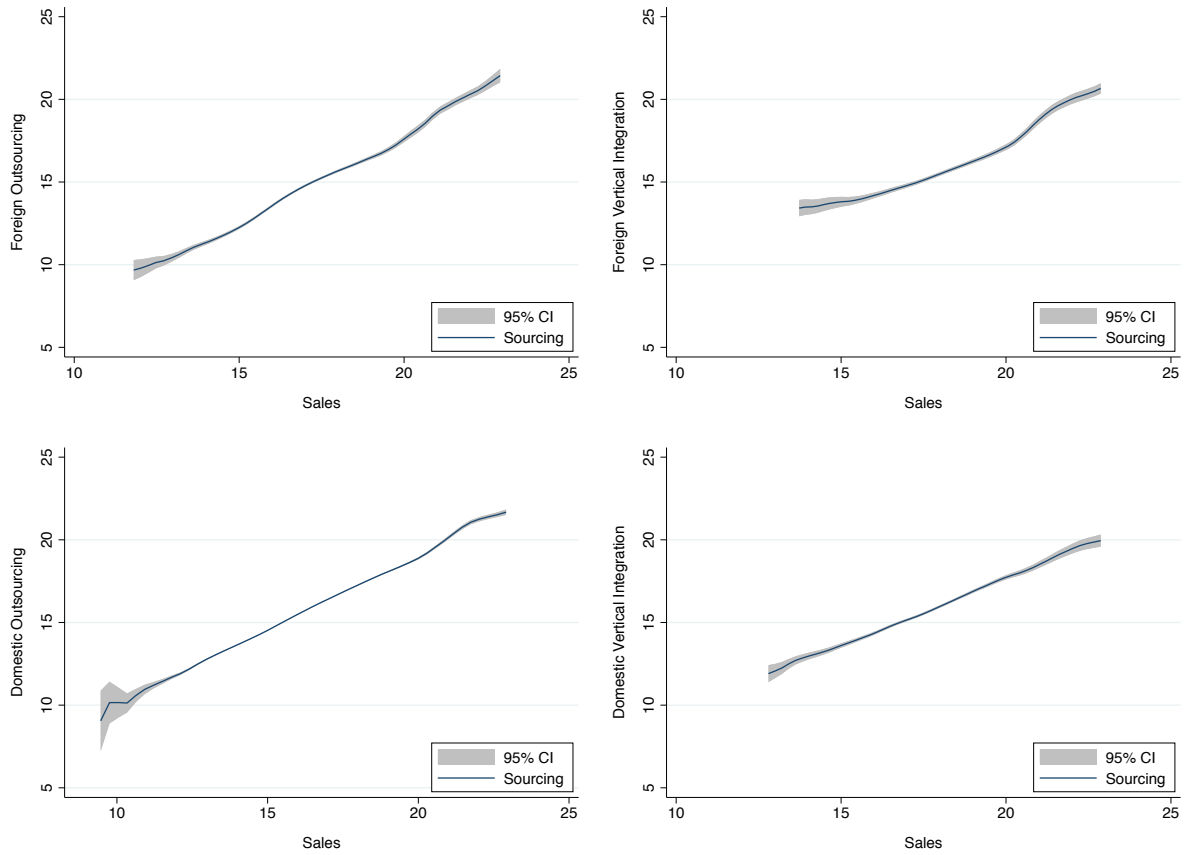 Foreign Outsourcing
25
20
15
10
5
95% CI
Sourcing
10 15 20 25
Sales
Foreign Vertical Integration
25
20
15
10
5
95% CI
Sourcing
10 15 20 25
Sales
Domestic Outsourcing
25
20
15
10
5
95% CI
Sourcing
10 15 20 25
Sales
Domestic Vertical Integration
25
20
15
10
5
95% CI
Sourcing
10 15 20 25
Sales